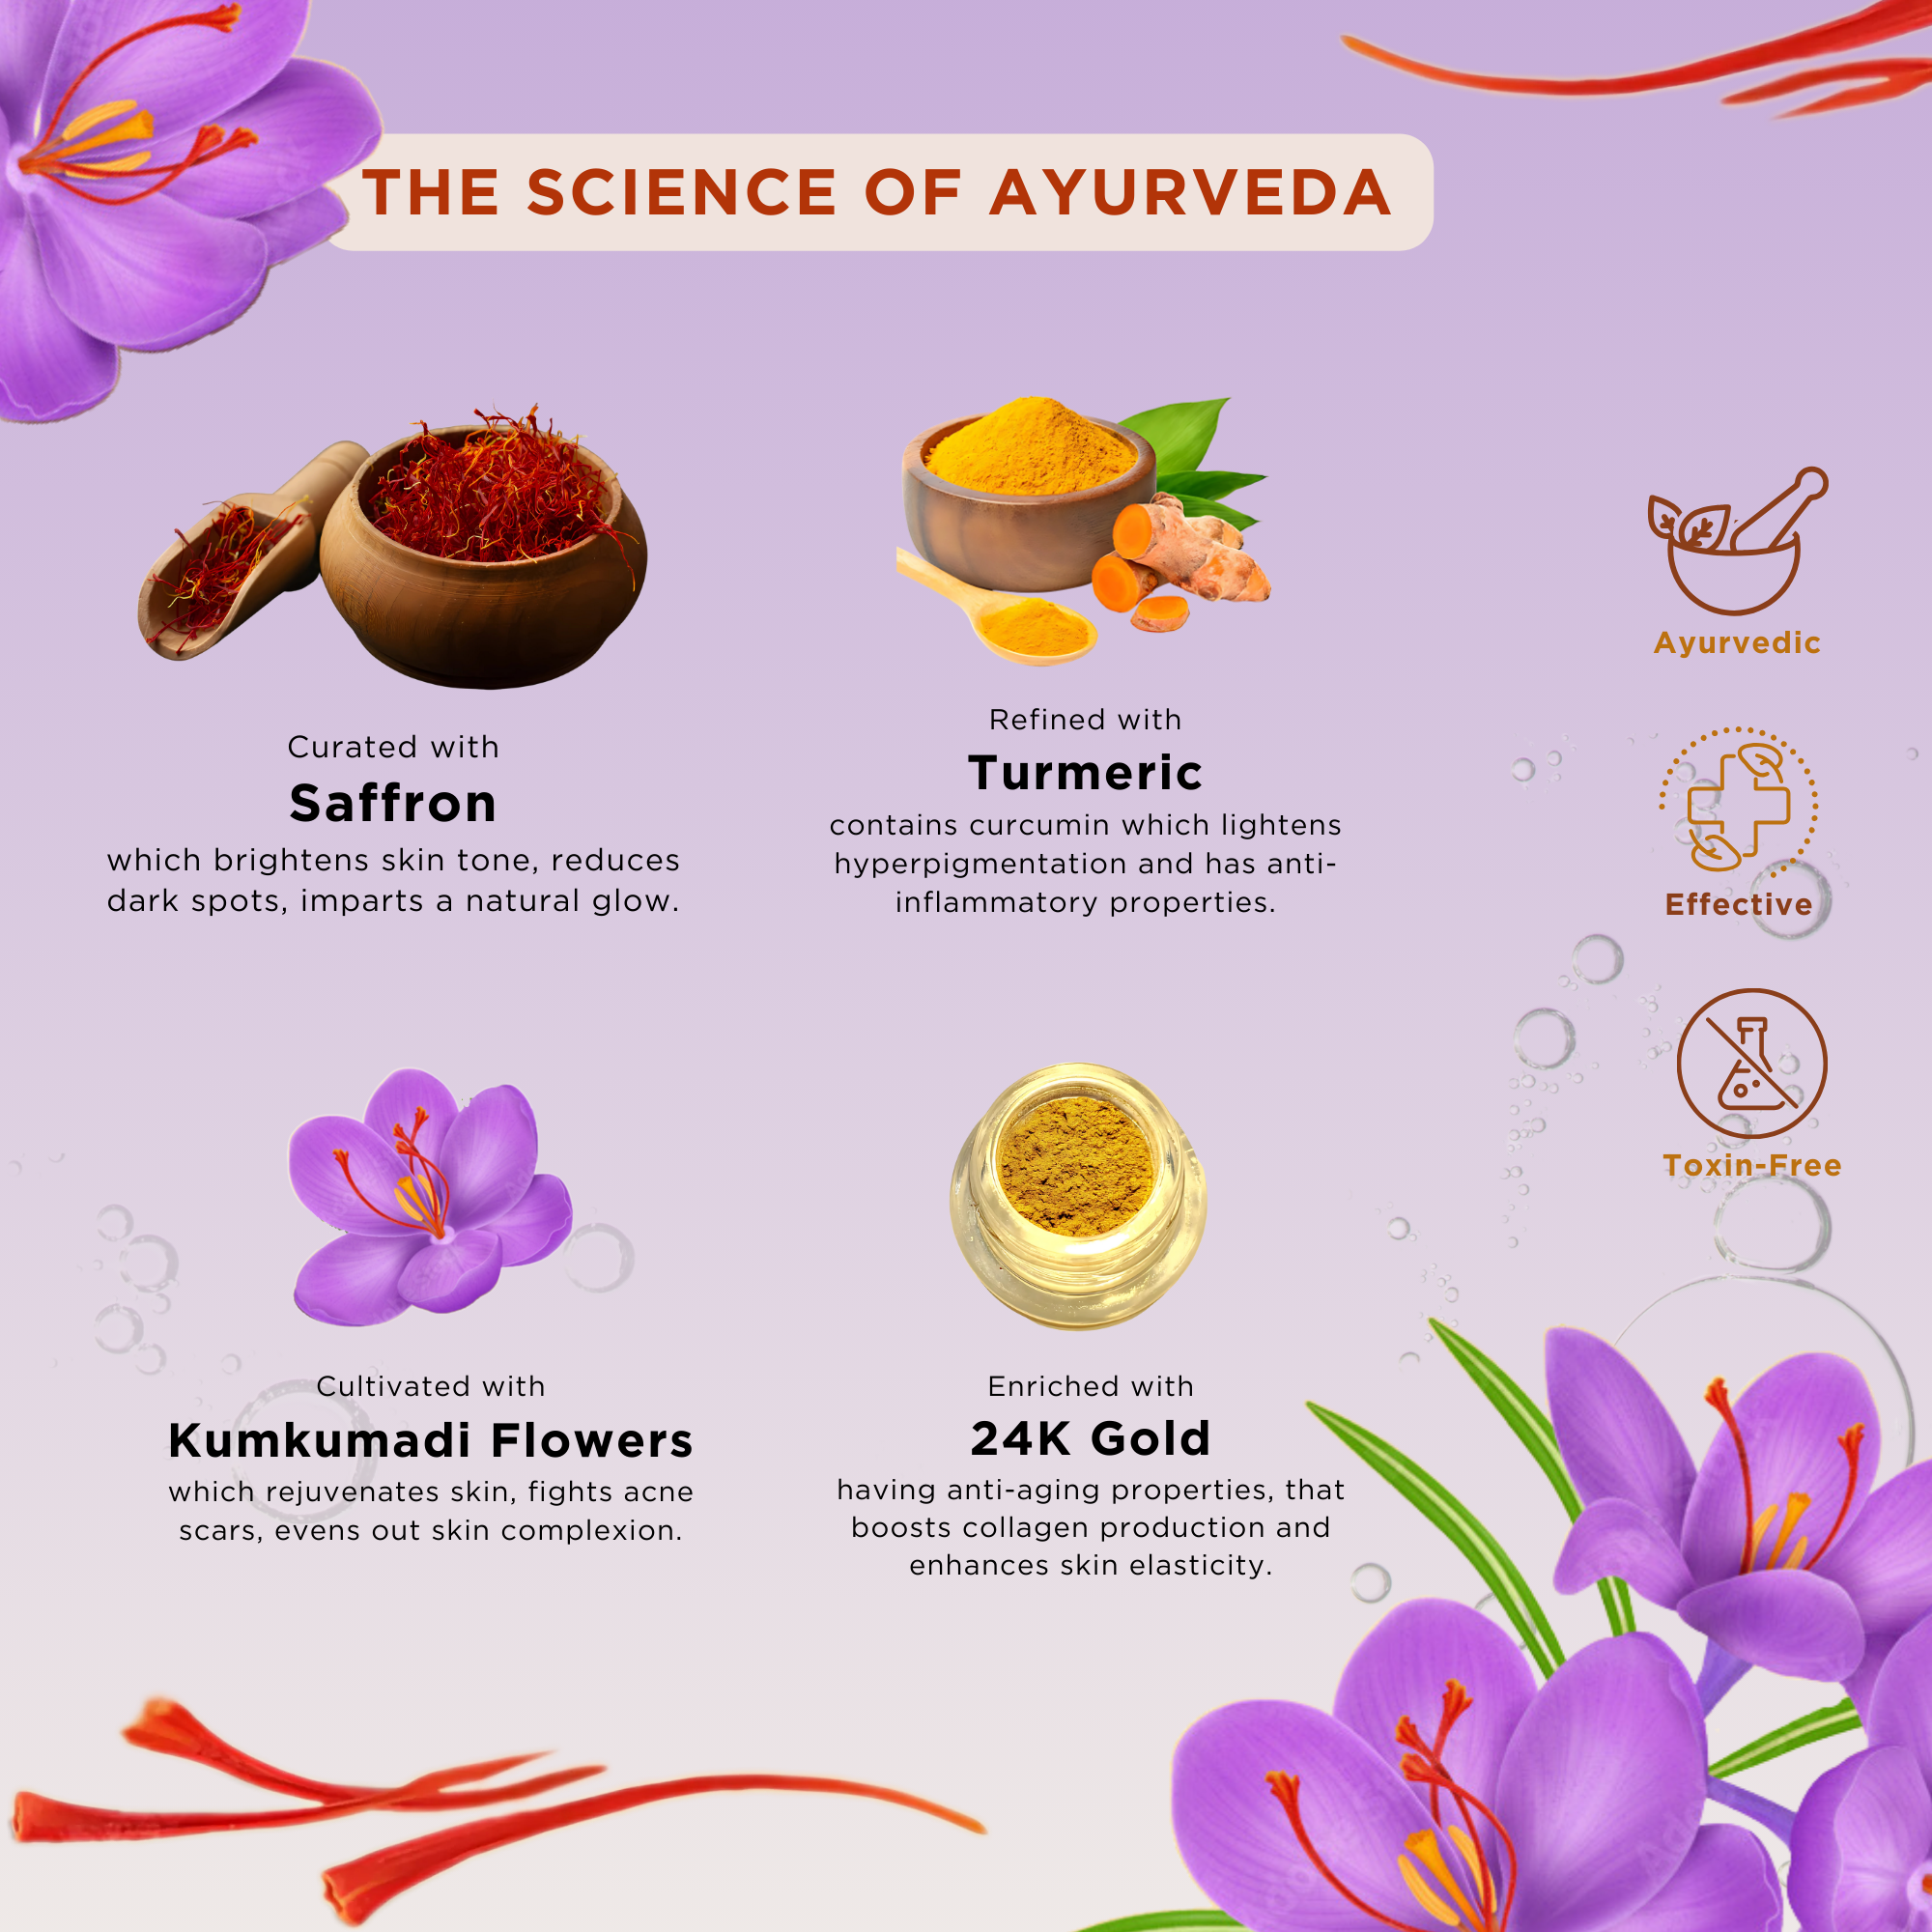 THE SCIENCE OF AYURVEDA
Curated with
Saffron
which brightens skin tone, reduces
dark spots, imparts a natural glow.
Refined with
Turmeric
contains curcumin which lightens
hyperpigmentation and has anti-
inflammatory properties.
Ayurvedic
Effective
Toxin-Free
Cultivated with
Kumkumadi Flowers
which rejuvenates skin, fights acne
scars, evens out skin complexion.
Enriched with
24K Gold
having anti-aging properties, that
boosts collagen production and
enhances skin elasticity.